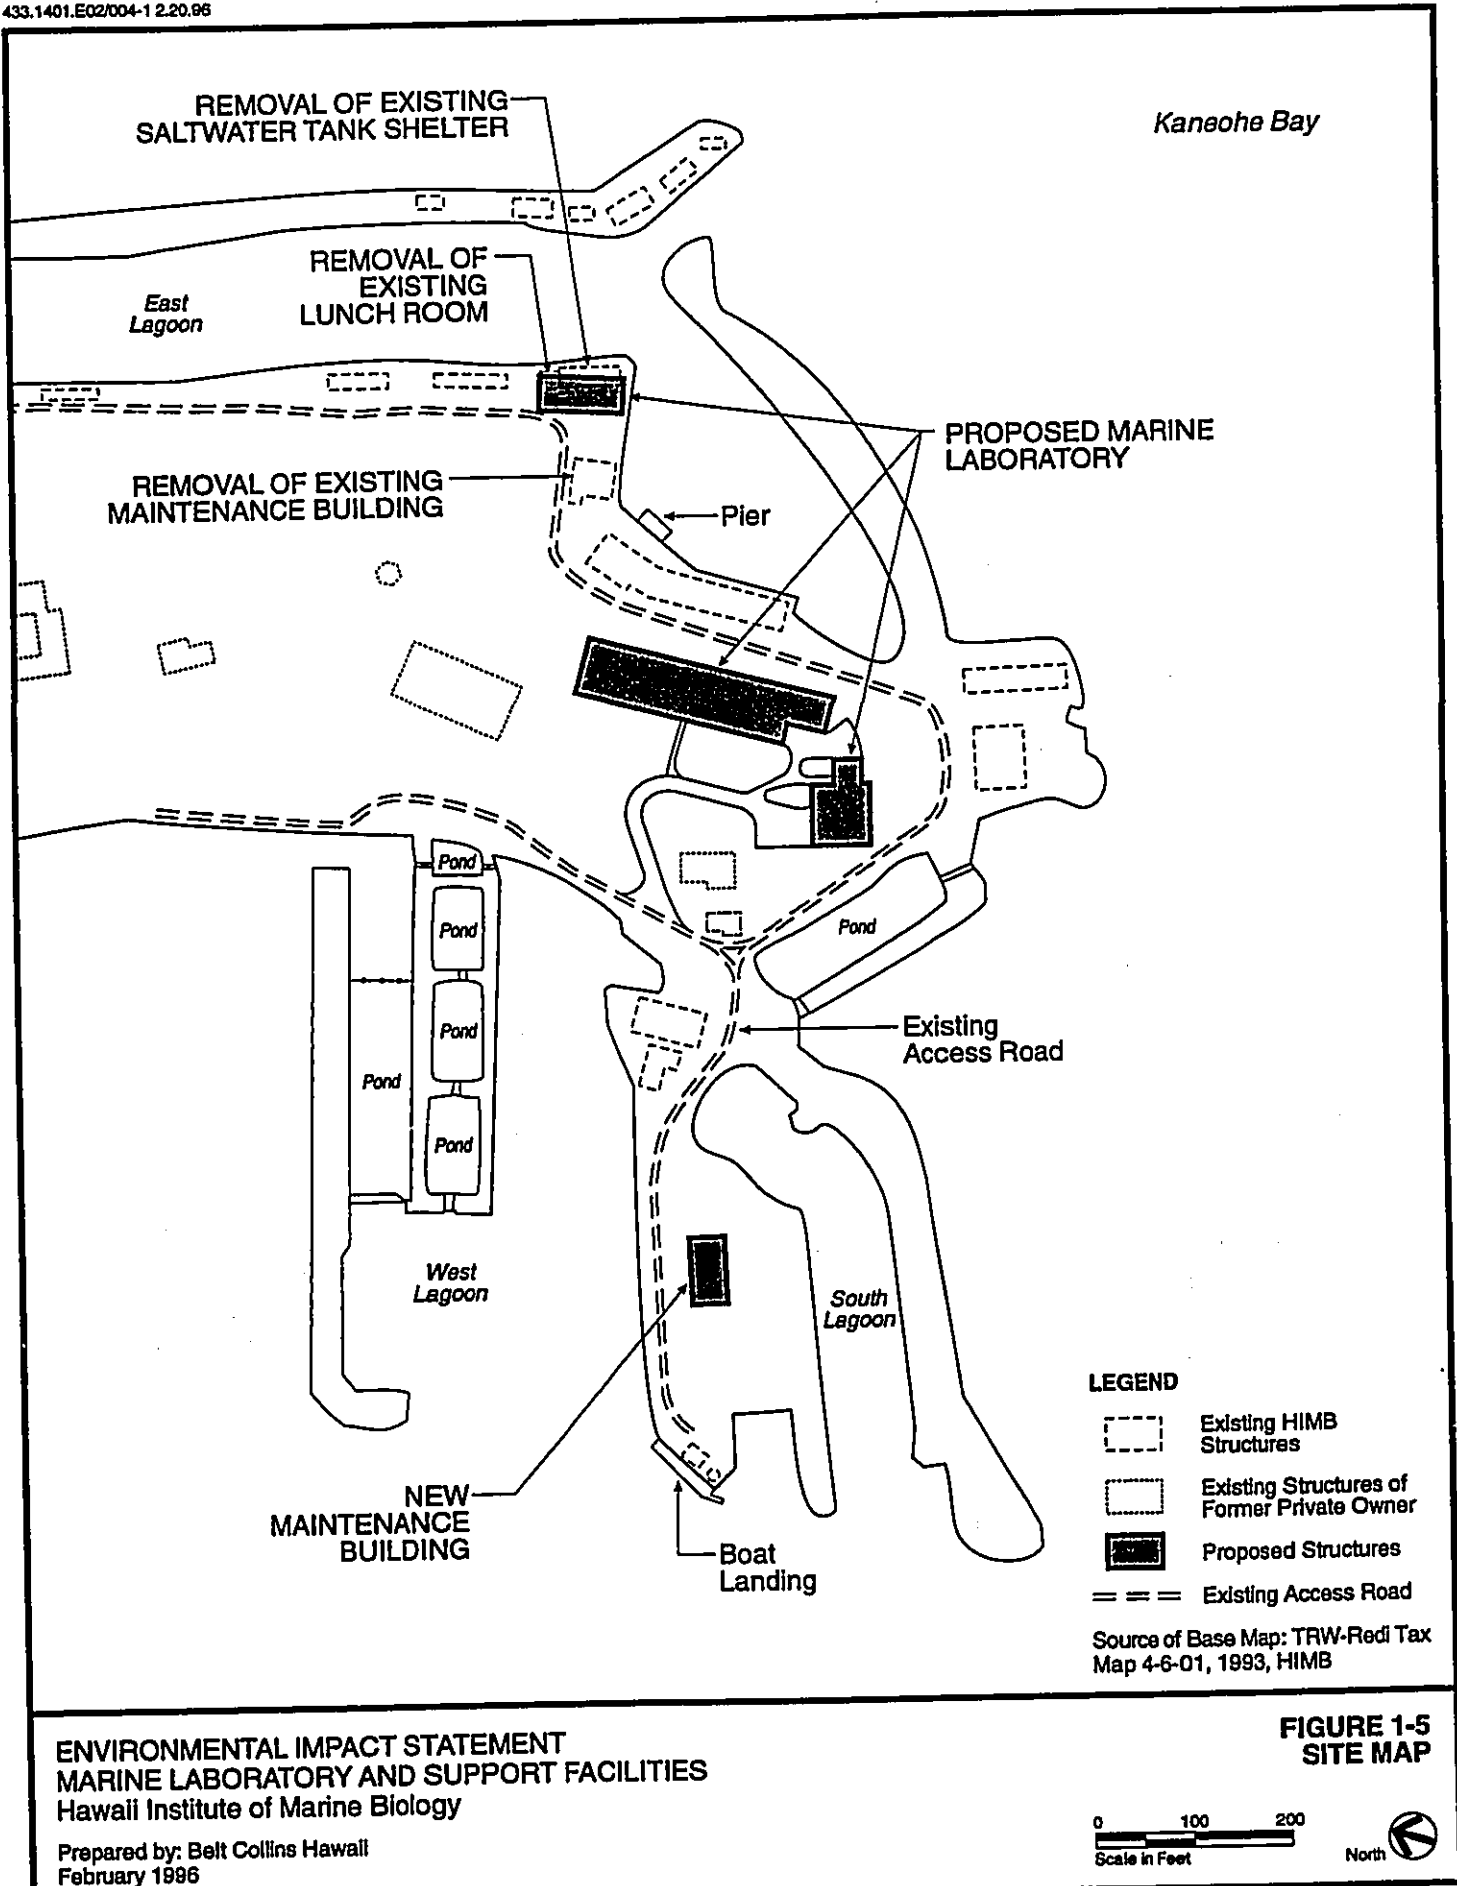 433.1401.E02/004-1 2.20.96
REMOVAL OF EXISTING
SALTWATER TANK SHELTER
Kaneohe Bay
REMOVAL OF
EXISTING
LUNCH ROOM
East
Lagoon
PROPOSED MARINE
LABORATORY
REMOVAL OF EXISTING
MAINTENANCE BUILDING
Pier
Pond
Pond
Pond
Pond
Pond
Pond
Existing
Access Road
West
Lagoon
South
Lagoon
NEW
MAINTENANCE
BUILDING
Boat
Landing
LEGEND
Existing HIMB
Structures
Existing Structures of
Former Private Owner
Proposed Structures
Existing Access Road
Source of Base Map: TRW-Redi Tax
Map 4-6-01, 1993, HIMB
ENVIRONMENTAL IMPACT STATEMENT
MARINE LABORATORY AND SUPPORT FACILITIES
Hawaii Institute of Marine Biology
Prepared by: Belt Collins Hawaii
February 1996
FIGURE 1-5
SITE MAP
0 100 200
Scale in Feet
North